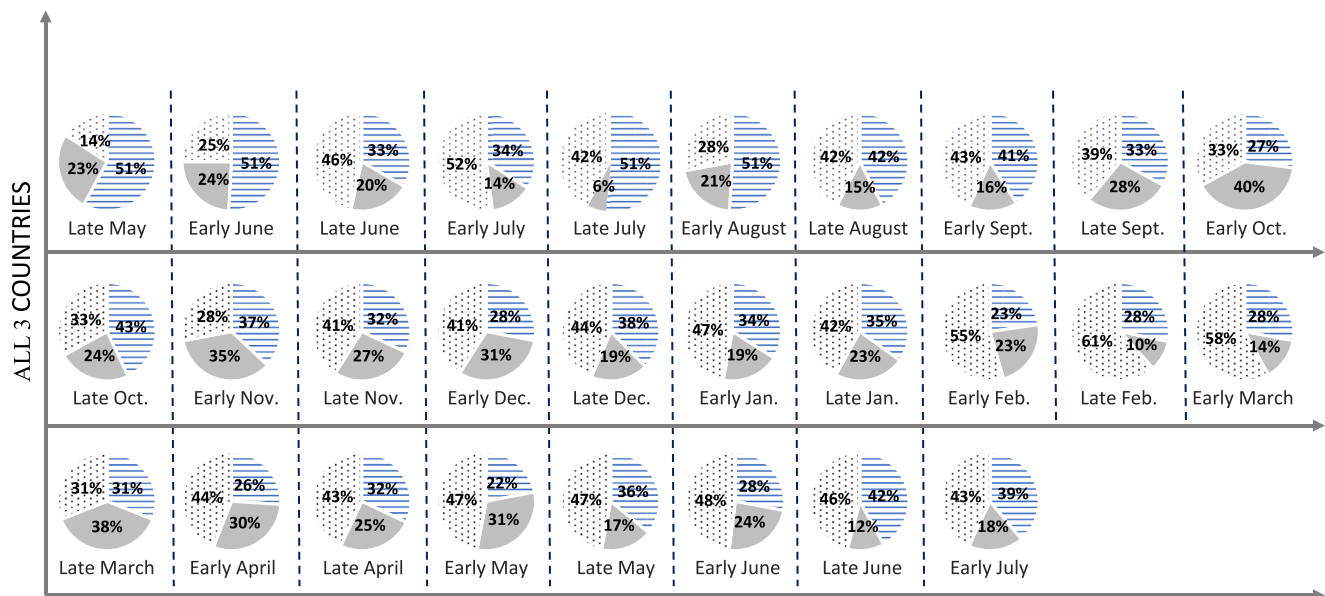 ALL 3 COUNTRIES
14% 23% 51%
25% 24% 51%
46% 33% 20%
52% 34% 14%
42% 51% 6%
28% 51% 21%
42% 42% 15%
43% 41% 16%
39% 33% 28%
33% 27% 40%
Late May Early June Late June Early July Late July Early August Late August Early Sept. Late Sept. Early Oct.
33% 43% 24%
28% 37% 35%
41% 32% 27%
41% 28% 31%
44% 38% 19%
47% 34% 19%
42% 35% 23%
55% 23% 23%
61% 28% 10%
58% 28% 14%
Late Oct. Early Nov. Late Nov. Early Dec. Late Dec. Early Jan. Late Jan. Early Feb. Late Feb. Early March
31% 31% 38%
44% 26% 30%
43% 32% 25%
47% 22% 31%
47% 36% 17%
48% 28% 24%
46% 42% 12%
43% 39% 18%
Late March Early April Late April Early May Late May Early June Late June Early July